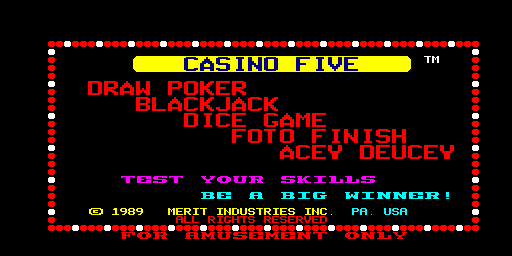 CASINO FIVE ™
DRAW POKER
BLACKJACK
DICE GAME
FOTO FINISH
ACEY DEUCEY
TEST YOUR SKILLS
BE A BIG WINNER!
© 1989 MERIT INDUSTRIES INC. PA. USA
ALL RIGHTS RESERVED
FOR AMUSEMENT ONLY